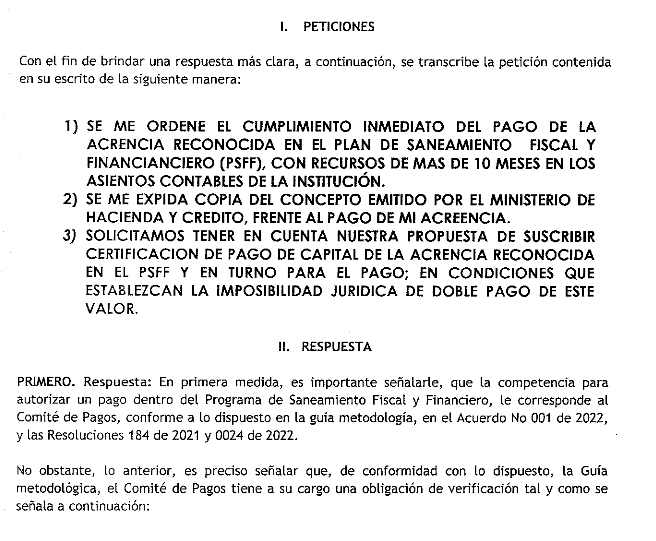 I. PETICIONES
Con el fin de brindar una respuesta más clara, a continuación, se transcribe la petición contenida
en su escrito de la siguiente manera:
1) SE ME ORDENE EL CUMPLIMIENTO INMEDIATO DEL PAGO DE LA
ACRENCIA RECONOCIDA EN EL PLAN DE SANEAMIENTO FISCAL Y
FINANCIANCIERO (PSFF), CON RECURSOS DE MAS DE 10 MESES EN LOS
ASIENTOS CONTABLES DE LA INSTITUCIÓN.
2) SE ME EXPIDA COPIA DEL CONCEPTO EMITIDO POR EL MINISTERIO DE
HACIENDA Y CREDITO, FRENTE AL PAGO DE MI ACREENCIA.
3) SOLICITAMOS TENER EN CUENTA NUESTRA PROPUESTA DE SUSCRIBIR
CERTIFICACION DE PAGO DE CAPITAL DE LA ACRENCIA RECONOCIDA
EN EL PSFF Y EN TURNO PARA EL PAGO; EN CONDICIONES QUE
ESTABLEZCAN LA IMPOSIBILIDAD JURIDICA DE DOBLE PAGO DE ESTE
VALOR.
II. RESPUESTA
PRIMERO. Respuesta: En primera medida, es importante señalarle, que la competencia para
autorizar un pago dentro del Programa de Saneamiento Fiscal y Financiero, le corresponde al
Comité de Pagos, conforme a lo dispuesto en la guía metodología, en el Acuerdo No 001 de 2022,
y las Resoluciones 184 de 2021 y 0024 de 2022.
No obstante, lo anterior, es preciso señalar que, de conformidad con lo dispuesto, la Guía
metodológica, el Comité de Pagos tiene a su cargo una obligación de verificación tal y como se
señala a continuación: